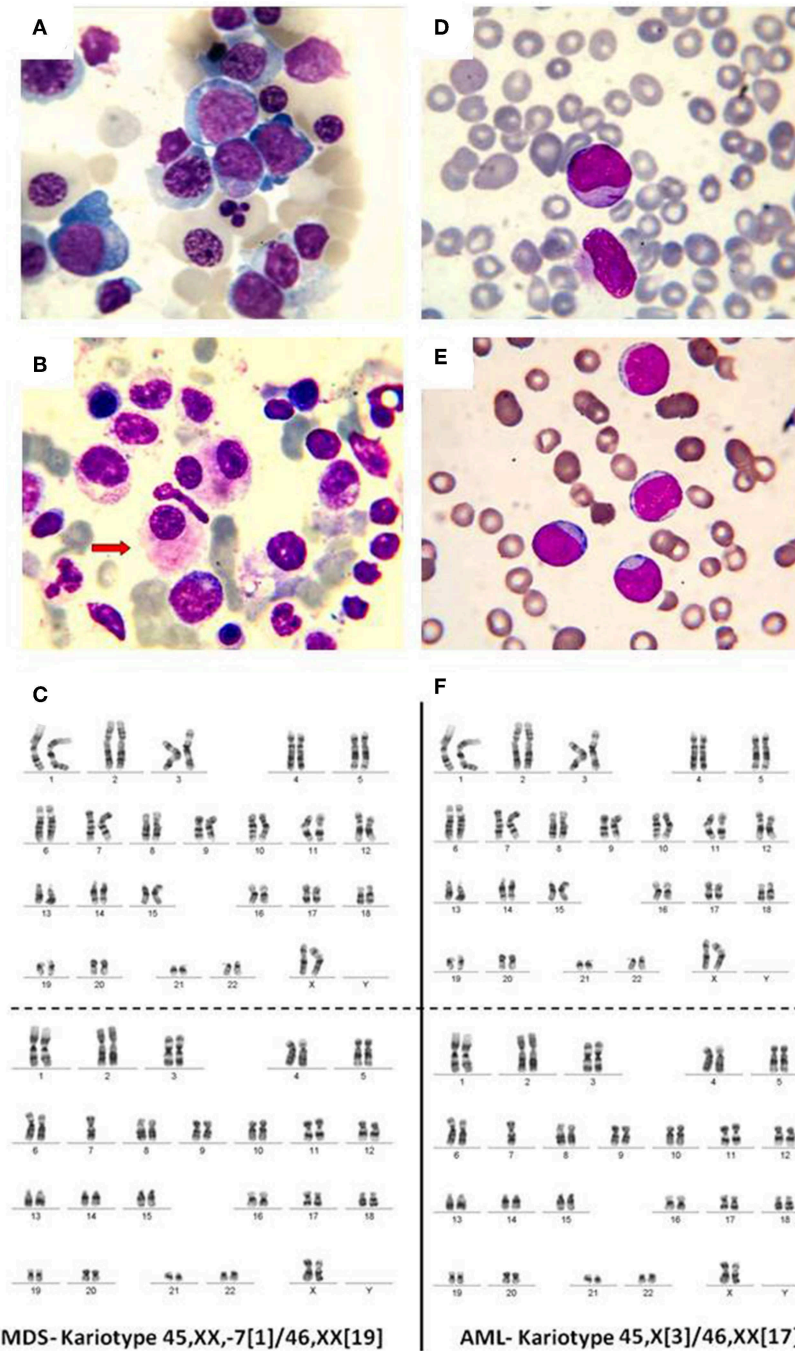 A
B
C
1 2 3 4 5
6 7 8 9 10 11 12
13 14 15 16 17 18
19 20 21 22 X Y
1 2 3 4 5
6 7 8 9 10 11 12
13 14 15 16 17 18
19 20 21 22 X Y
MDS- Kariotype 45,XX,-7[1]/46,XX[19]
D
E
F
1 2 3 4 5
6 7 8 9 10 11 12
13 14 15 16 17 18
19 20 21 22 X Y
1 2 3 4 5
6 7 8 9 10 11 12
13 14 15 16 17 18
19 20 21 22 X Y
AML- Kariotype 45,X[3]/46,XX[17]